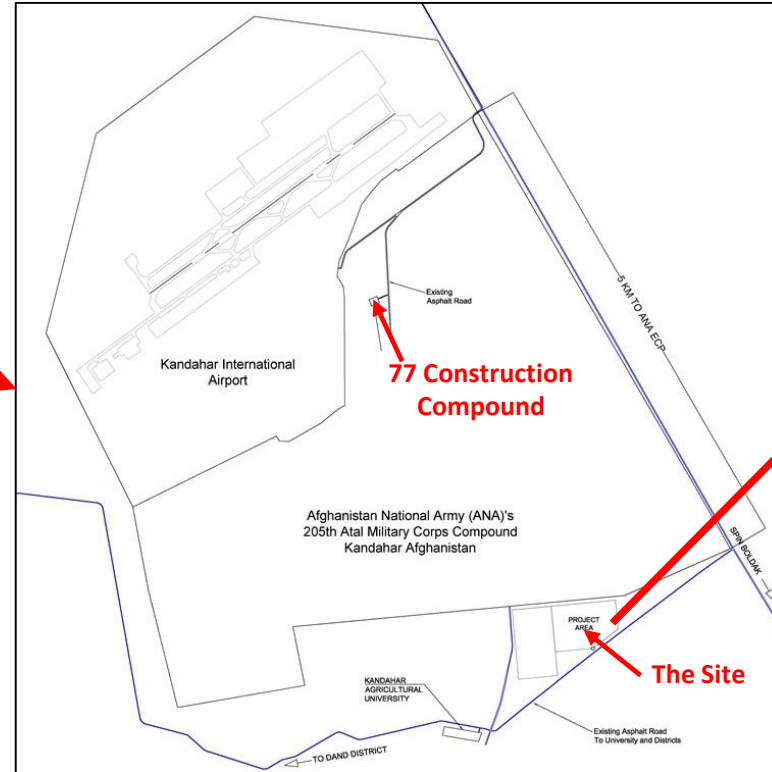 5 KM TO ANA ECP
Existing
Asphalt Road
Kandahar International
Airport
77 Construction
Compound
Afghanistan National Army (ANA)'s
205th Atal Military Corps Compound
Kandahar Afghanistan
SPIN BOLDAK
PROJECT
AREA
The Site
KANDAHAR
AGRICULTURAL
UNIVERSITY
Existing Asphalt Road
To University and Districts
TO DAND DISTRICT